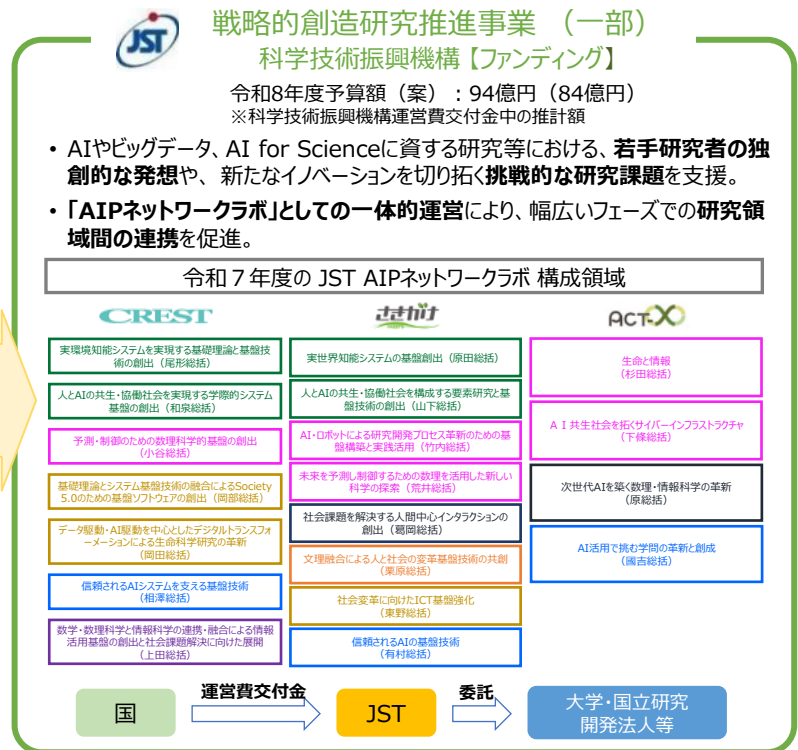 JST
戦略的創造研究推進事業 （一部）
科学技術振興機構【ファンディング】
令和8年度予算額（案）：94億円（84億円）
※科学技術振興機構運営費交付金中の推計額
• AIやビッグデータ、AI for Scienceに資する研究等における、若手研究者の独
創的な発想や、新たなイノベーションを切り拓く挑戦的な研究課題を支援。
• 「AIPネットワークラボ」としての一体的運営により、幅広いフェーズでの研究領
域間の連携を促進。
令和７年度の JST AIPネットワークラボ 構成領域
CREST
実環境知能システムを実現する基礎理論と基盤技
術の創出（尾形総括）
人とAIの共生・協働社会を実現する学際的システム
基盤の創出（和泉総括）
予測・制御のための数理科学的基盤の創出
（小谷総括）
基礎理論とシステム基盤技術の融合によるSociety
5.0のための基盤ソフトウェアの創出（岡部総括）
データ駆動・AI駆動を中心としたデジタルトランスフォ
ーメーションによる生命科学研究の革新
（岡田総括）
信頼されるAIシステムを支える基盤技術
（相澤総括）
数学・数理科学と情報科学の連携・融合による情報
活用基盤の創出と社会課題解決に向けた展開
（上田総括）
さきがけ
実世界知能システムの基盤創出（原田総括）
人とAIの共生・協働社会を構成する要素研究と基
盤技術の創出（山下総括）
AI・ロボットによる研究開発プロセス革新のための基
盤構築と実践活用（竹内総括）
未来を予測し制御するための数理を活用した新しい
科学の探索（荒井総括）
社会課題を解決する人間中心インタラクションの
創出（葛岡総括）
文理融合による人と社会の変革基盤技術の共創
（栗原総括）
社会変革に向けたICT基盤強化
（東野総括）
信頼されるAIの基盤技術
（有村総括）
ACT-X
生命と情報
（杉田総括）
ＡＩ共生社会を拓くサイバーインフラストラクチャ
（下條総括）
次世代AIを築く数理・情報科学の革新
（原総括）
AI活用で挑む学問の革新と創成
（國吉総括）
国
運営費交付金
JST
委託
大学・国立研究
開発法人等